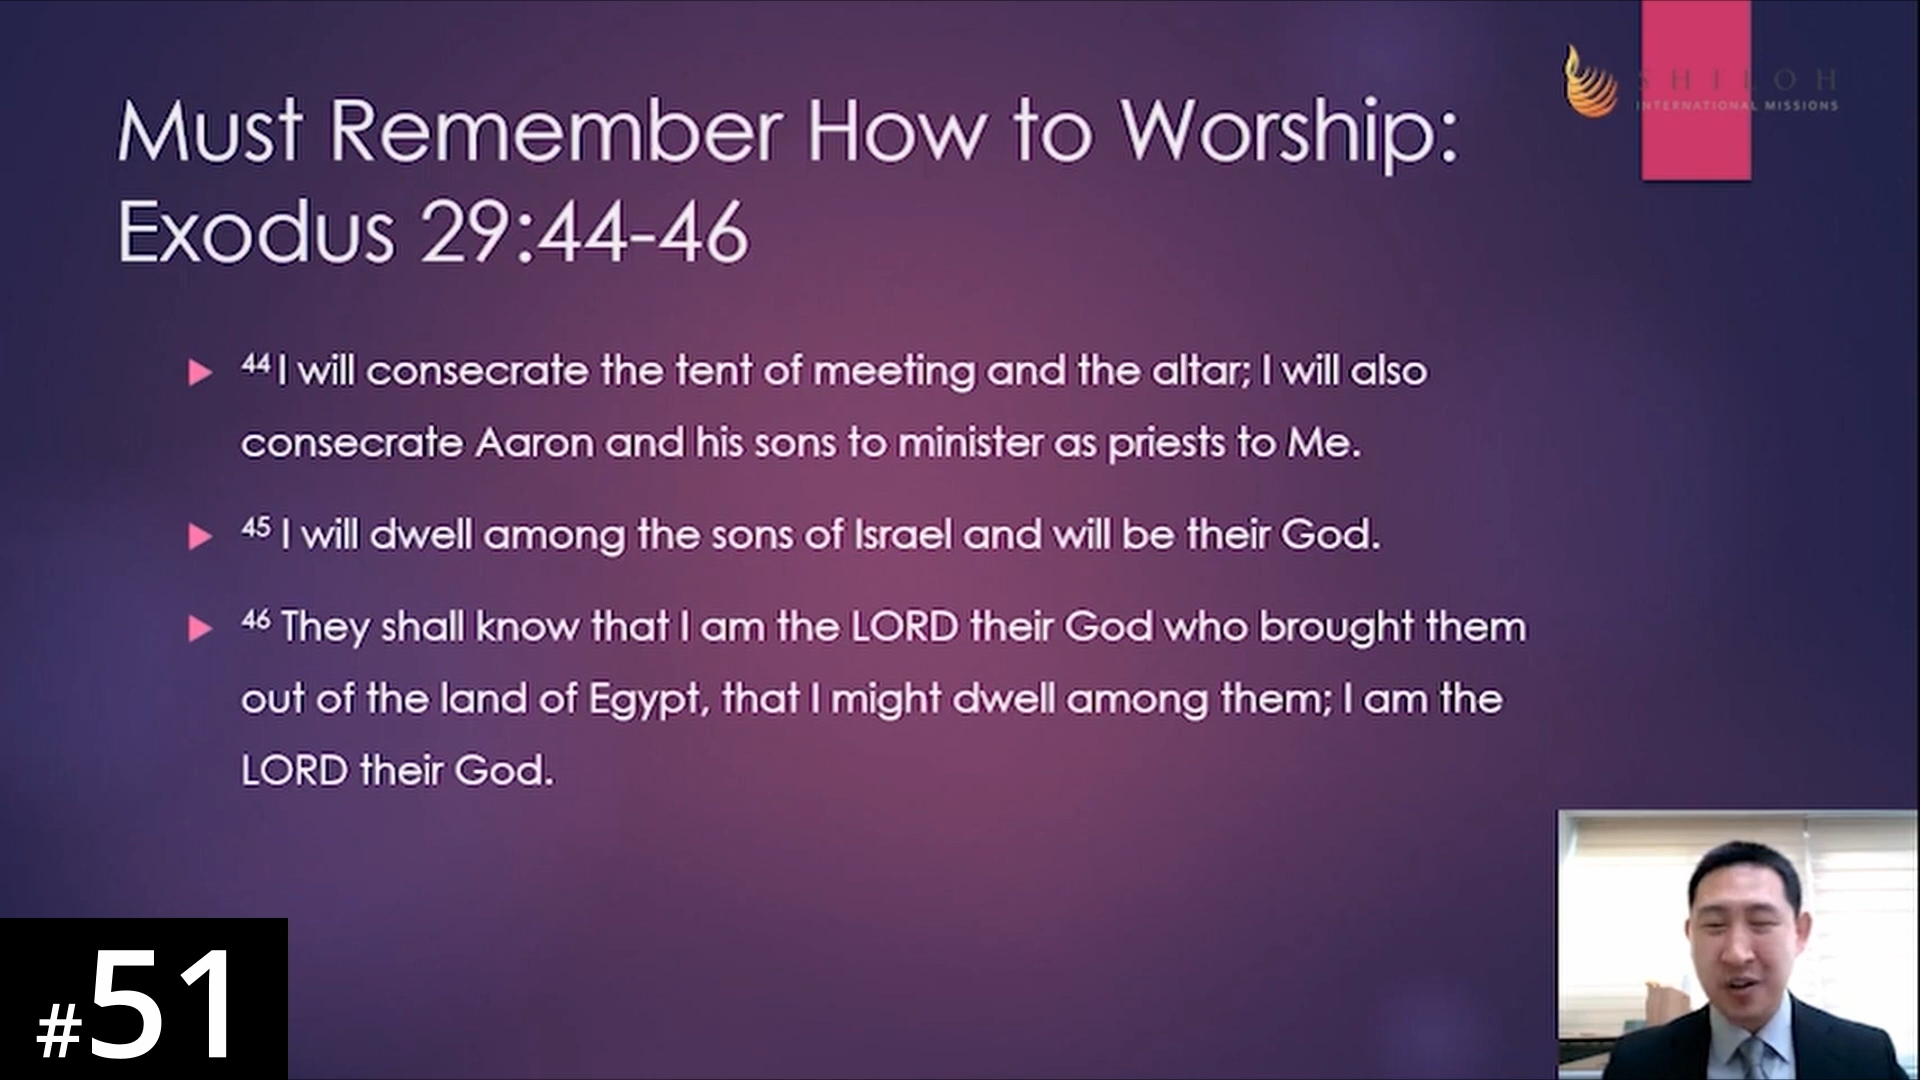 Must Remember How to Worship:
Exodus 29:44-46
SHILOH
INTERNATIONAL MISSIONS
44 I will consecrate the tent of meeting and the altar; I will also
consecrate Aaron and his sons to minister as priests to Me.
45 I will dwell among the sons of Israel and will be their God.
46 They shall know that I am the LORD their God who brought them
out of the land of Egypt, that I might dwell among them; I am the
LORD their God.
#51